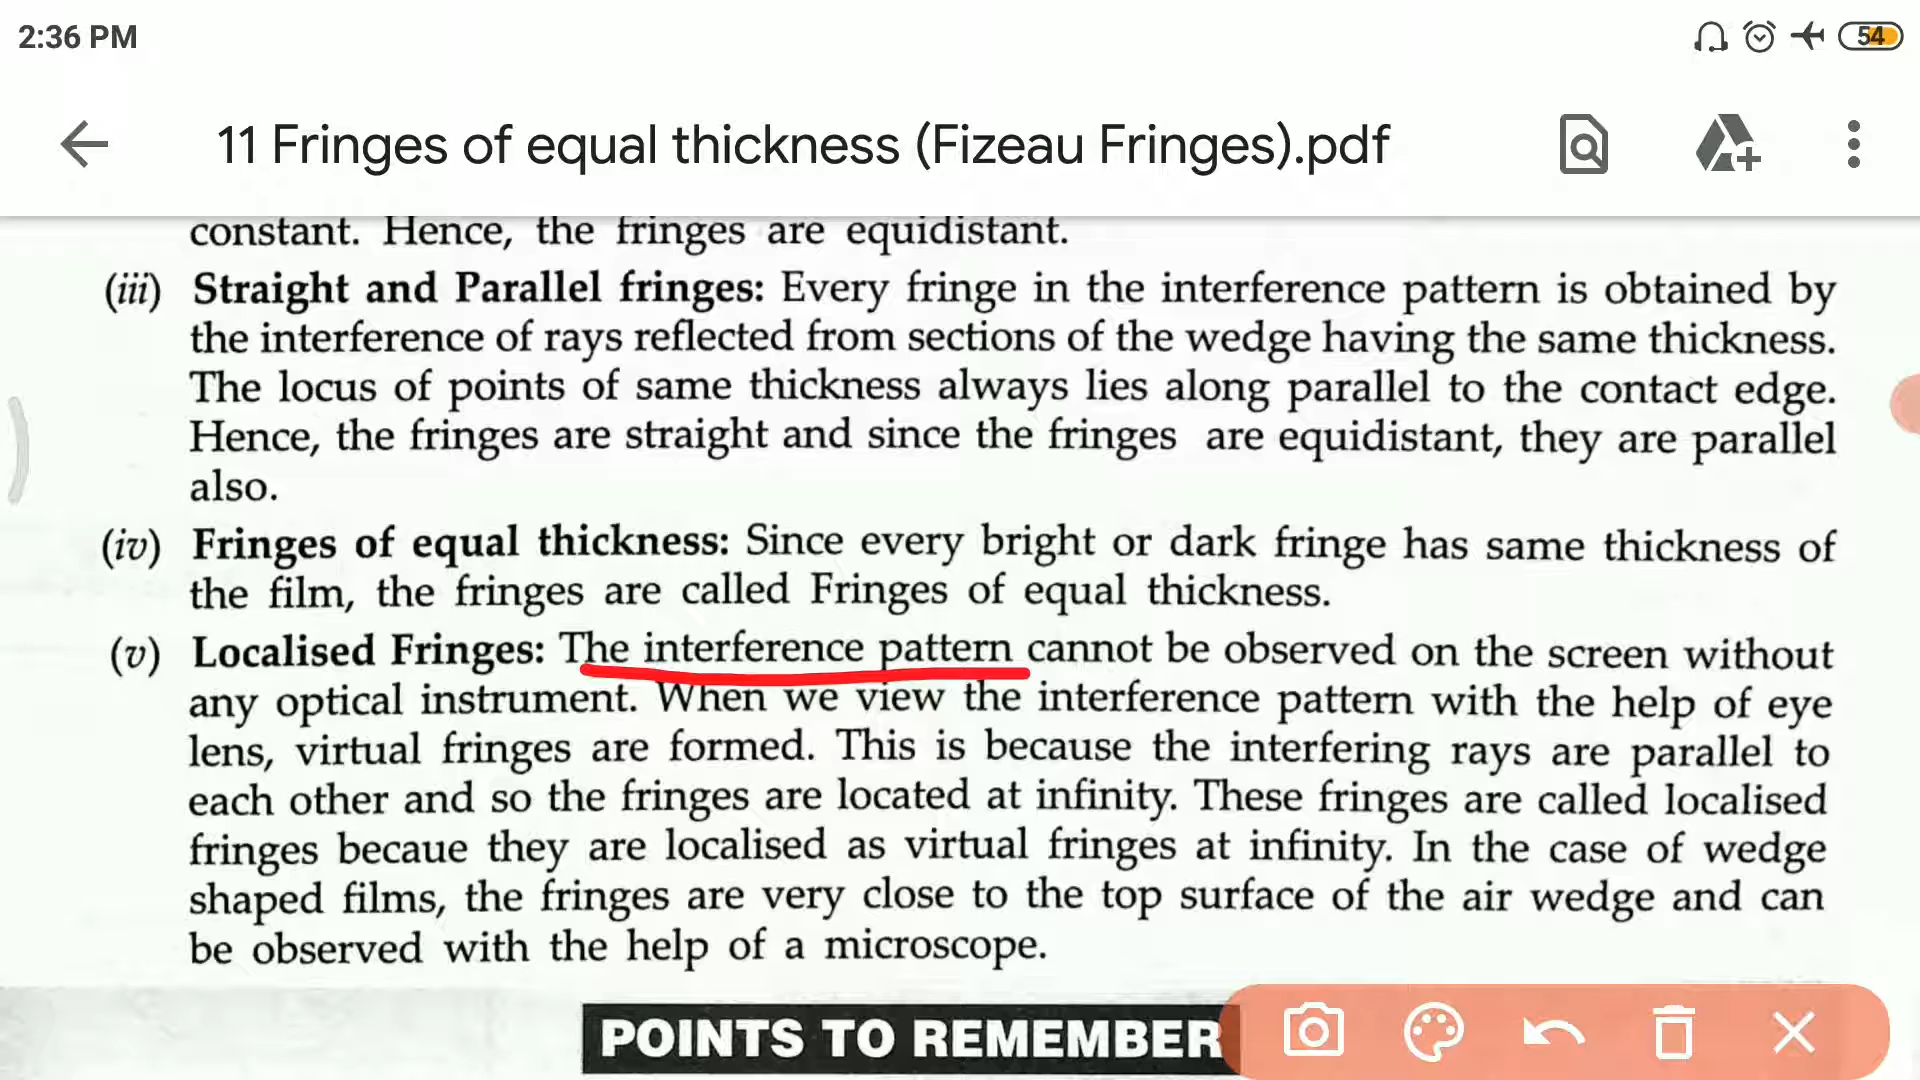 2:36 PM
54
11 Fringes of equal thickness (Fizeau Fringes).pdf
constant. Hence, the fringes are equidistant.
(iii) Straight and Parallel fringes: Every fringe in the interference pattern is obtained by
the interference of rays reflected from sections of the wedge having the same thickness.
The locus of points of same thickness always lies along parallel to the contact edge.
Hence, the fringes are straight and since the fringes are equidistant, they are parallel
also.
(iv) Fringes of equal thickness: Since every bright or dark fringe has same thickness of
the film, the fringes are called Fringes of equal thickness.
(v) Localised Fringes: The interference pattern cannot be observed on the screen without
any optical instrument. When we view the interference pattern with the help of eye
lens, virtual fringes are formed. This is because the interfering rays are parallel to
each other and so the fringes are located at infinity. These fringes are called localised
fringes becaue they are localised as virtual fringes at infinity. In the case of wedge
shaped films, the fringes are very close to the top surface of the air wedge and can
be observed with the help of a microscope.
POINTS TO REMEMBER